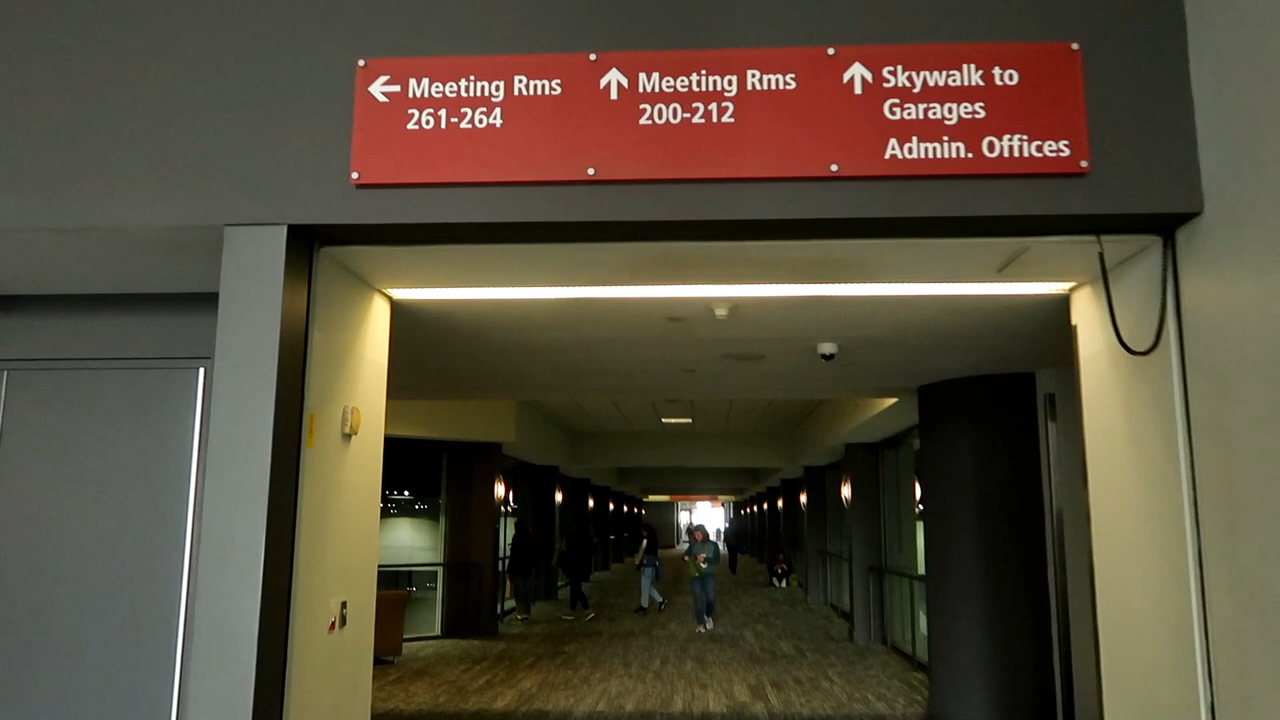 ← Meeting Rms
261-264
↑ Meeting Rms
200-212
↑ Skywalk to
Garages
Admin. Offices